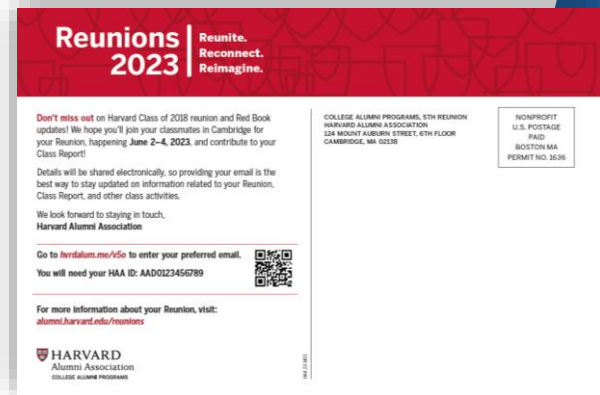 Reunions
2023
Reunite.
Reconnect.
Reimagine.
Don't miss out on Harvard Class of 2018 reunion and Red Book
updates! We hope you'll join your classmates in Cambridge for
your Reunion, happening June 2–4, 2023, and contribute to your
Class Report!
Details will be shared electronically, so providing your email is the
best way to stay updated on information related to your Reunion,
Class Report, and other class activities.
We look forward to staying in touch,
Harvard Alumni Association
Go to hvrdalum.me/v5o to enter your preferred email.
You will need your HAA ID: AAD0123456789
For more information about your Reunion, visit:
alumni.harvard.edu/reunions
HARVARD
Alumni Association
COLLEGE ALUMNI PROGRAMS
COLLEGE ALUMNI PROGRAMS, 5TH REUNION
HARVARD ALUMNI ASSOCIATION
124 MOUNT AUBURN STREET, 6TH FLOOR
CAMBRIDGE, MA 02138
NONPROFIT
U.S. POSTAGE
PAID
BOSTON MA
PERMIT NO. 1636